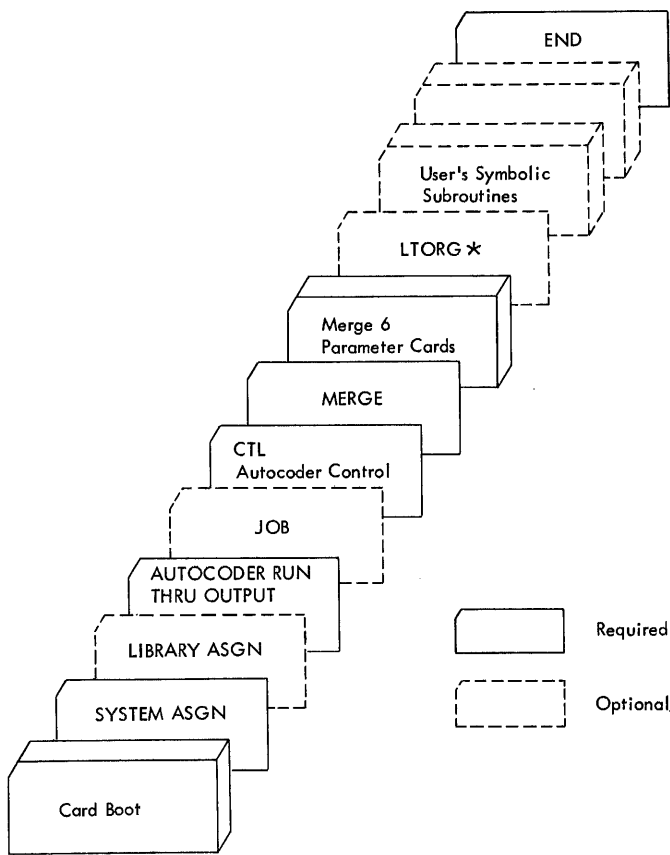 END
User's Symbolic
Subroutines
LTORG *
Merge 6
Parameter Cards
MERGE
CTL
Autocoder Control
JOB
AUTOCODER RUN
THRU OUTPUT
LIBRARY ASGN
SYSTEM ASGN
Card Boot
Required
Optional